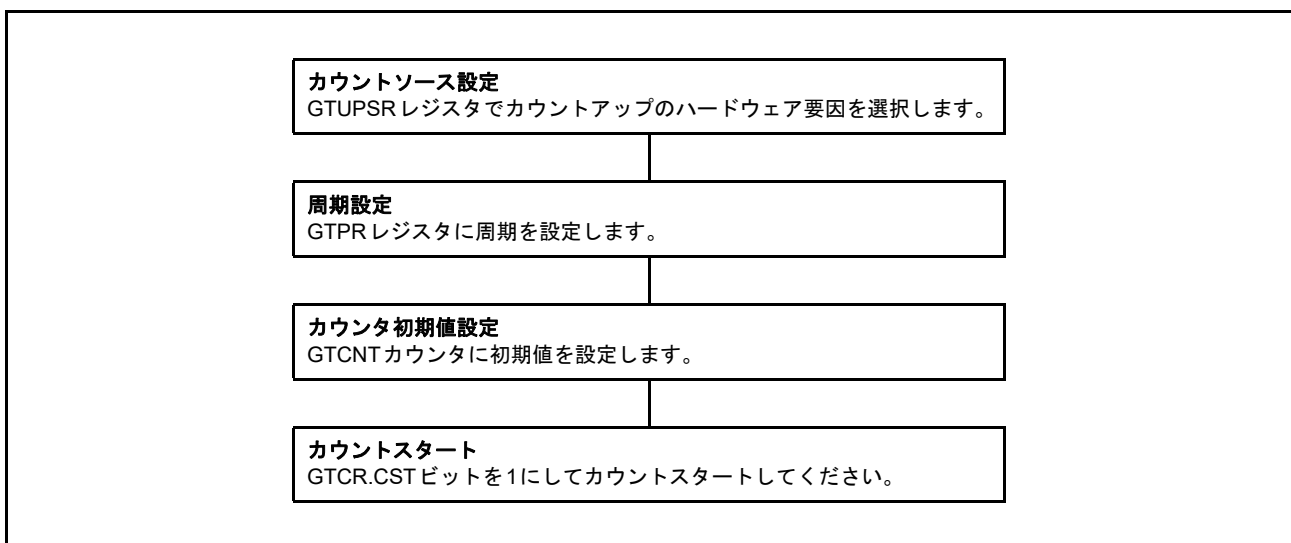 カウントソース設定
GTUPSRレジスタでカウントアップのハードウェア要因を選択します。
周期設定
GTPRレジスタに周期を設定します。
カウンタ初期値設定
GTCNTカウンタに初期値を設定します。
カウントスタート
GTCR.CSTビットを1にしてカウントスタートしてください。